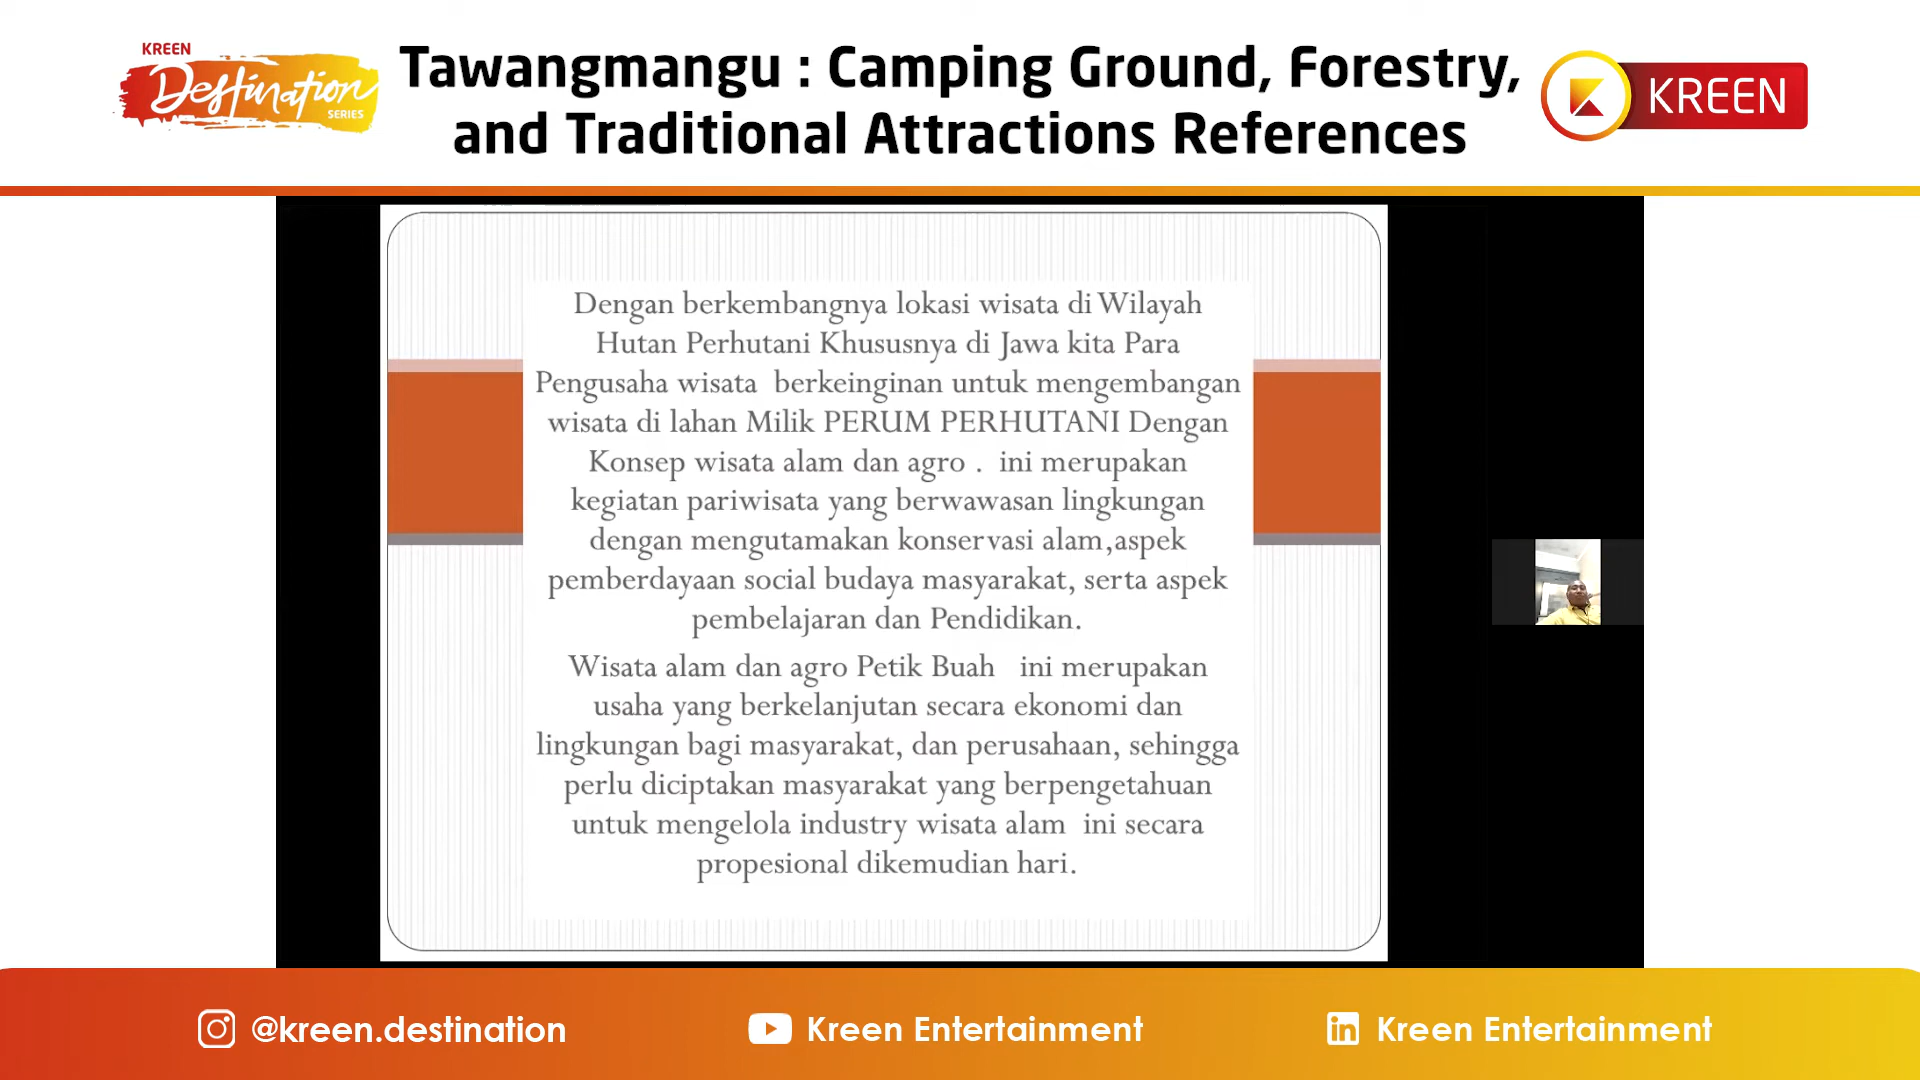 KREEN
Destination
SERIES
Tawangmangu : Camping Ground, Forestry,
and Traditional Attractions References
KREEN
Dengan berkembangnya lokasi wisata di Wilayah
Hutan Perhutani Khususnya di Jawa kita Para
Pengusaha wisata berkeinginan untuk mengembangan
wisata di lahan Milik PERUM PERHUTANI Dengan
Konsep wisata alam dan agro . ini merupakan
kegiatan pariwisata yang berwawasan lingkungan
dengan mengutamakan konservasi alam,aspek
pemberdayaan social budaya masyarakat, serta aspek
pembelajaran dan Pendidikan.
Wisata alam dan agro Petik Buah ini merupakan
usaha yang berkelanjutan secara ekonomi dan
lingkungan bagi masyarakat, dan perusahaan, sehingga
perlu diciptakan masyarakat yang berpengetahuan
untuk mengelola industry wisata alam ini secara
propesional dikemudian hari.
@kreen.destination
Kreen Entertainment
Kreen Entertainment